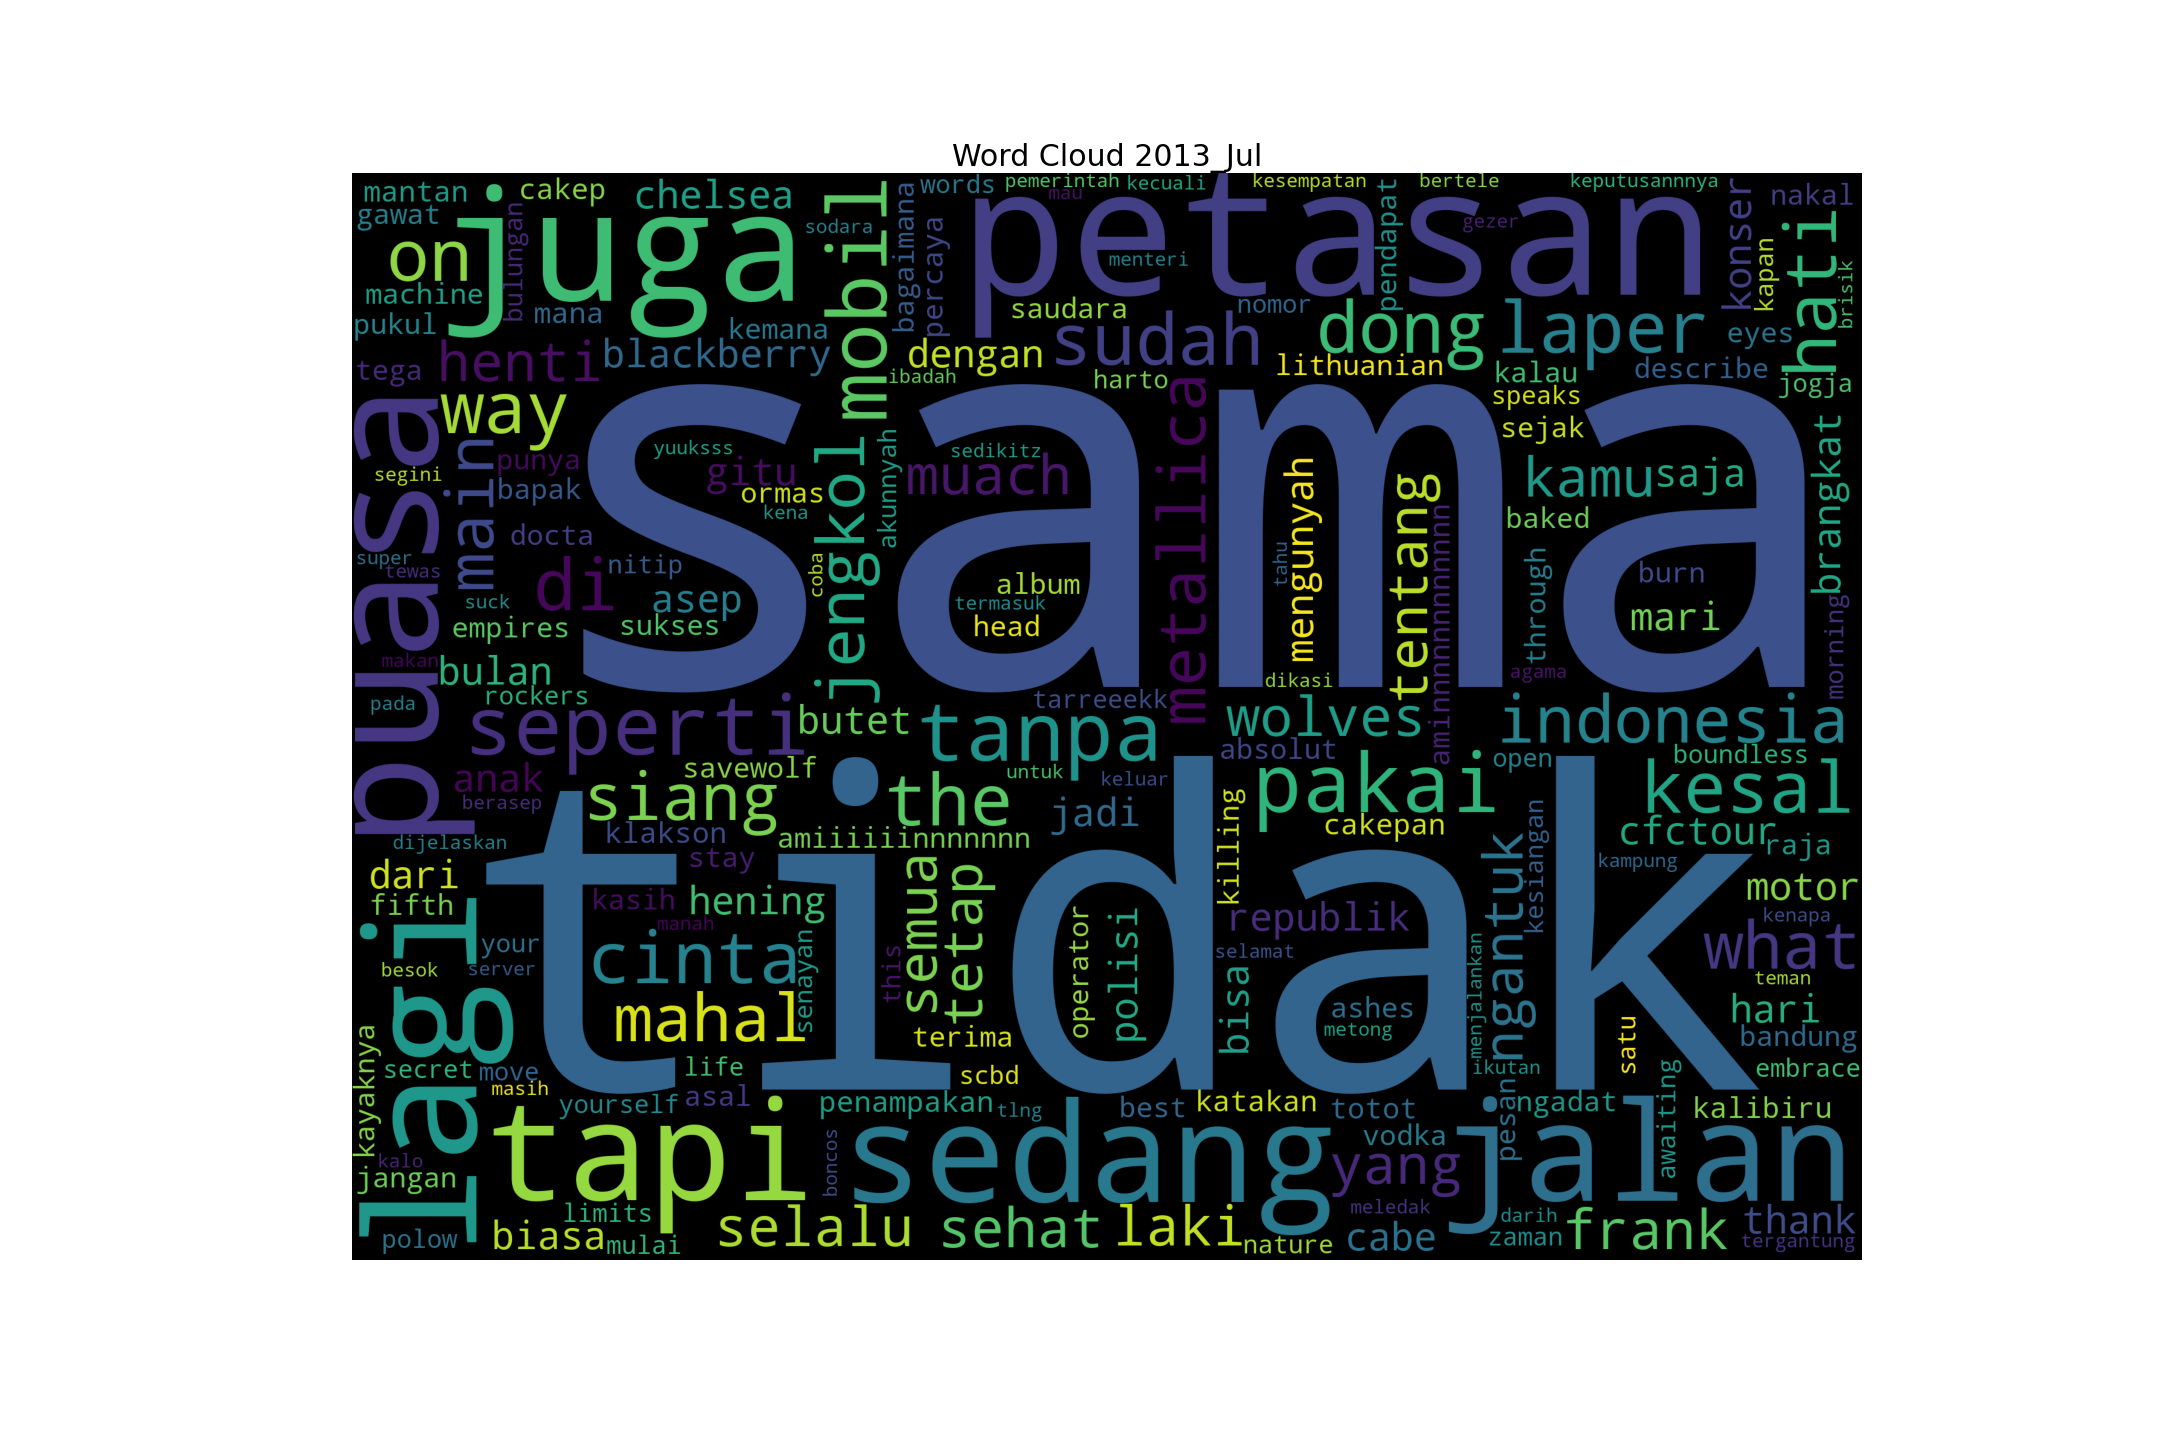 Word Cloud 2013_Jul
mantan
cakep
chelsea
gawat
juga
on
bulungan
sodara
mobil
machine
pukul
mana
kemana
tega
henti
blackberry
way
words
pemerintah
kecuali
mau
bagaimana
percaya
petasan
kesempatan
bertele
keputusannnya
gezer
menteri
pendapat
konser
nakal
kapan
hati
brisik
saudara
nomor
sudah
dong
laper
eyes
dengan
ibadah
harto
lithuanian
kalau
describe
jogja
speaks
sejak
puasa
sama
segini
main
punya
bapak
yuuksss
gitu
ormas
kena
jengkol
akunnyah
sedikitz
muach
metallica
mengunyah
tentang
aminnnnnnnnnnnn
kamu
saja
brangkat
baked
docta
di
nitip
coba
super
tewas
suck
asep
empires
sukses
album
termasuk
head
tahu
through
burn
mari
morning
makan
bulan
rockers
pada
dikasi
agama
tarreeekk
seperti
butet
tanpa
wolves
indonesia
absolut
open
boundless
anak
savewolf
untuk
keluar
pakai
kesal
berasep
siang
the
jadi
tidak
klakson
amiiiiiinnnnnnn
cakepan
killing
kesiangan
cfctour
raja
dijelaskan
stay
kampung
dari
fifth
kasih
hening
semua
tetap
motor
manah
republik
ngantuk
kenapa
what
lagi
your
cinta
senayan
this
operator
polisi
selamat
bisa
besok
server
teman
menjalankan
ashes
hari
mahal
metong
satu
bandung
terima
kayaknya
secret
move
life
scbd
ikutan
embrace
masih
yourself
asal
penampakan
tlng
best
katakan
totot
pesan
ngadat
awaiting
kalibiru
tapi
sedang
vodka
jalan
kalo
jangan
boncos
yang
limits
meledak
darih
polow
biasa
mulai
selalu
sehat
laki
nature
cabe
zaman
frank
thank
tergantung